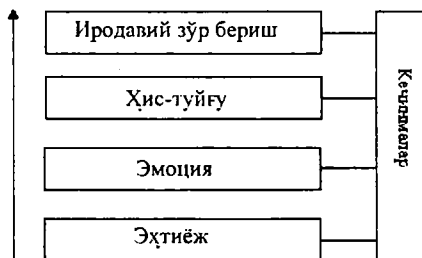 Иродавий зўр бериш
Ҳис-туйғу
Эмоция
Эҳтиёж
Кечинмалар